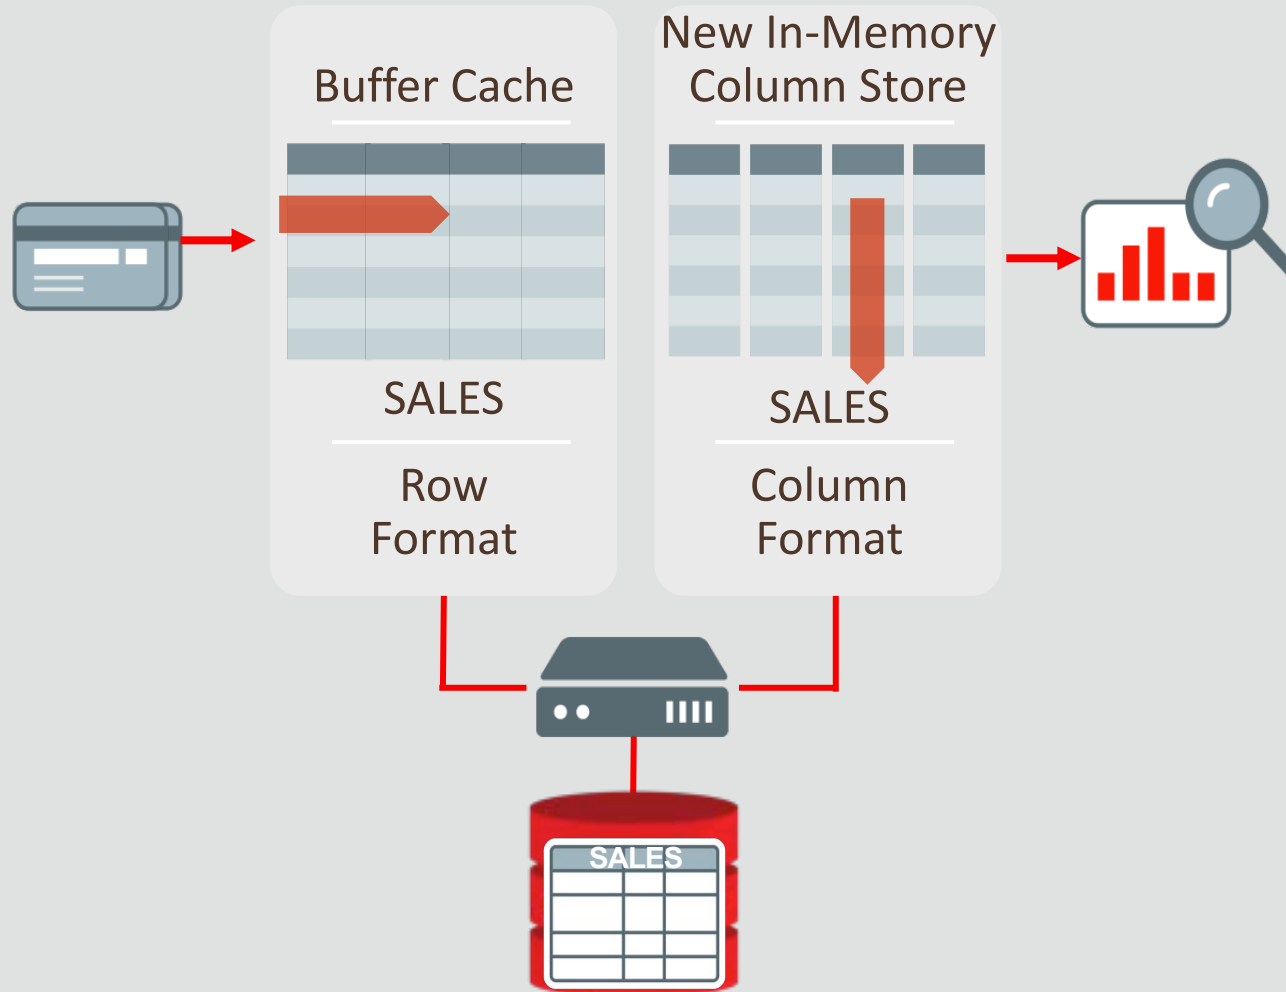 Buffer Cache
SALES
Row
Format
New In-Memory
Column Store
SALES
Column
Format
SALES